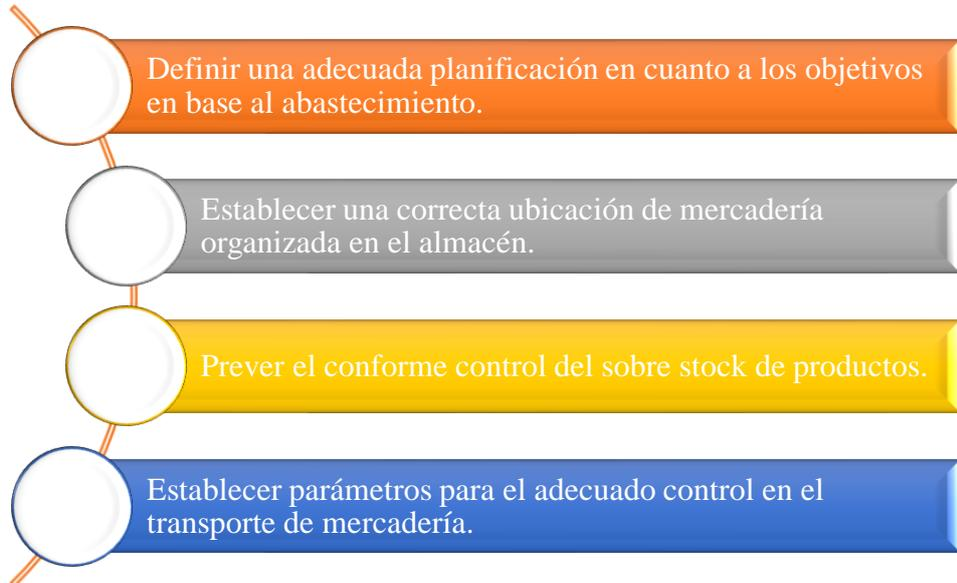 Definir una adecuada planificación en cuanto a los objetivos
en base al abastecimiento.
Establecer una correcta ubicación de mercadería
organizada en el almacén.
Prever el conforme control del sobre stock de productos.
Establecer parámetros para el adecuado control en el
transporte de mercadería.